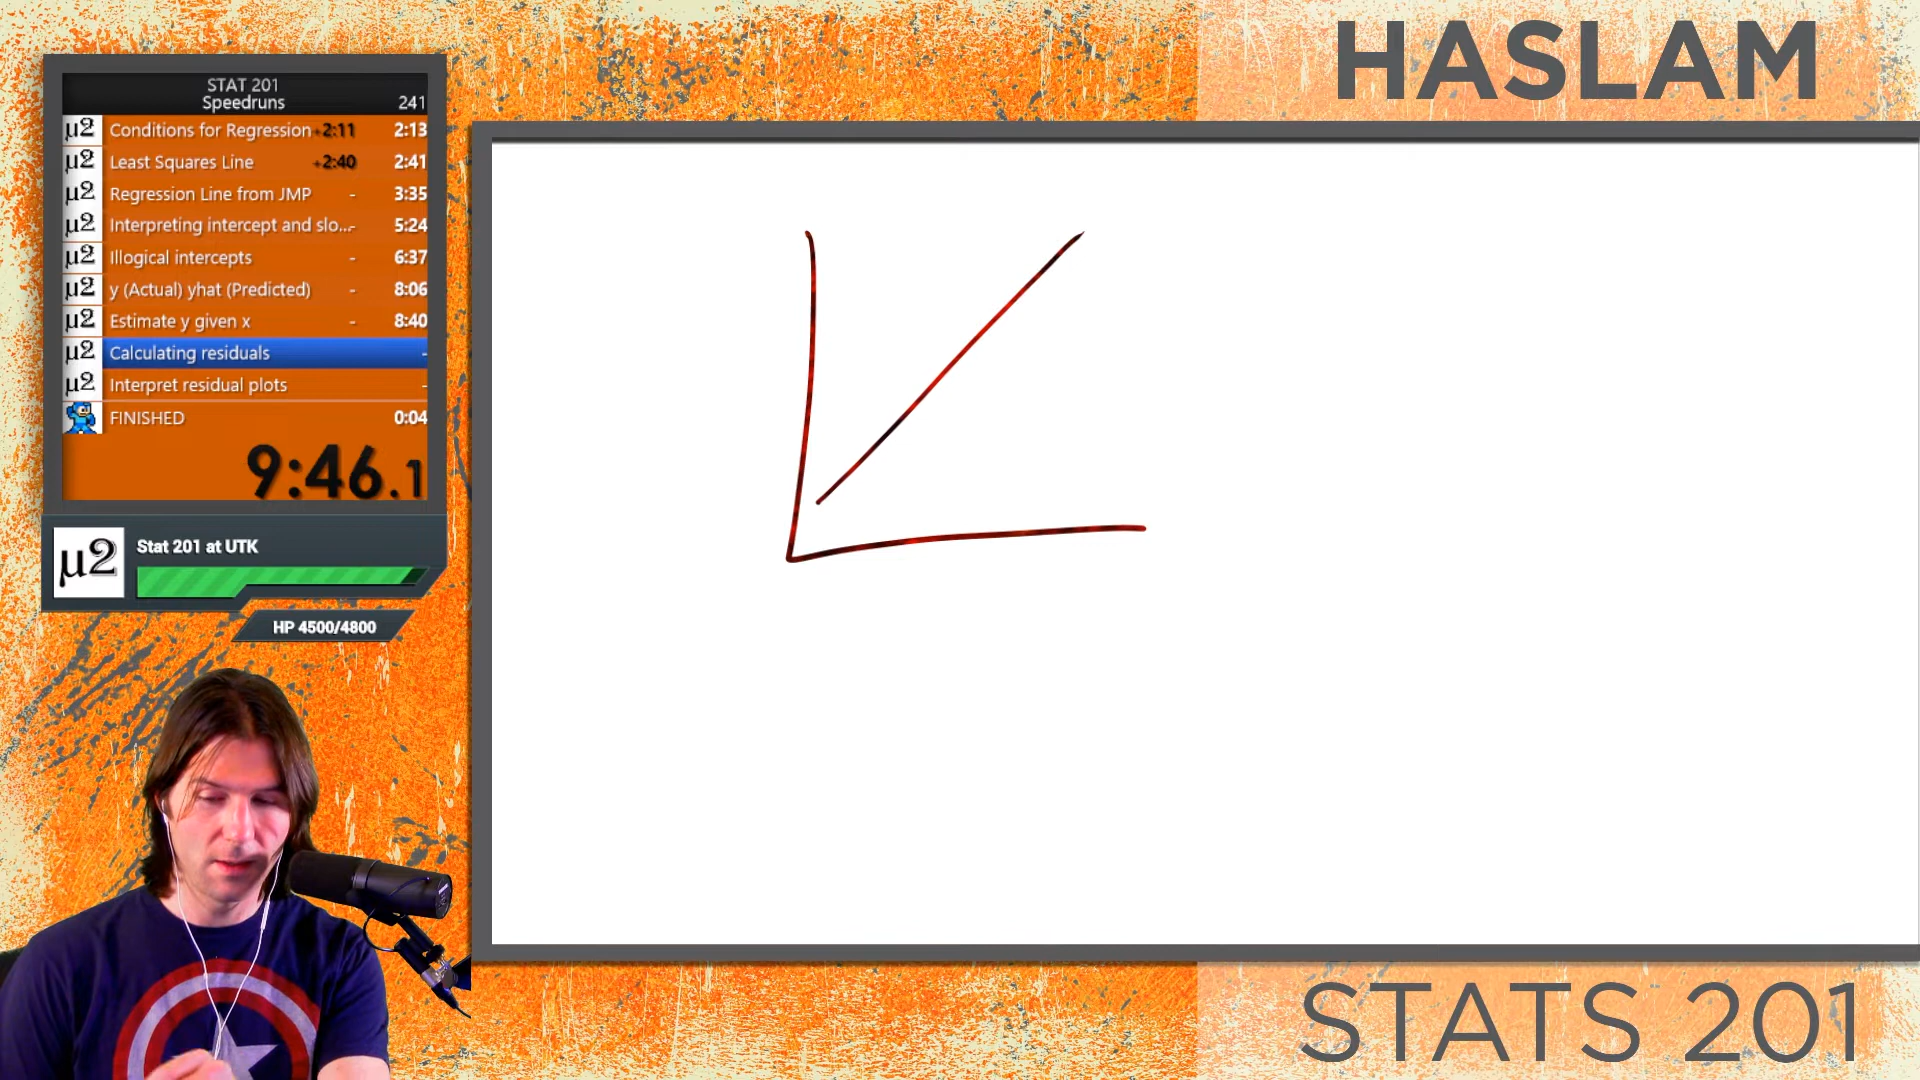 HASLAM
STAT 201
Speedruns 241
μ2 Conditions for Regression +2:11 2:13
μ2 Least Squares Line +2:40 2:41
μ2 Regression Line from JMP - 3:35
μ2 Interpreting intercept and slo... - 5:24
μ2 Illogical intercepts - 6:37
μ2 y (Actual) yhat (Predicted) - 8:06
μ2 Estimate y given x - 8:40
μ2 Calculating residuals -
μ2 Interpret residual plots -
FINISHED 0:04
9:46.1
μ2 Stat 201 at UTK
HP 4500/4800
STATS 201